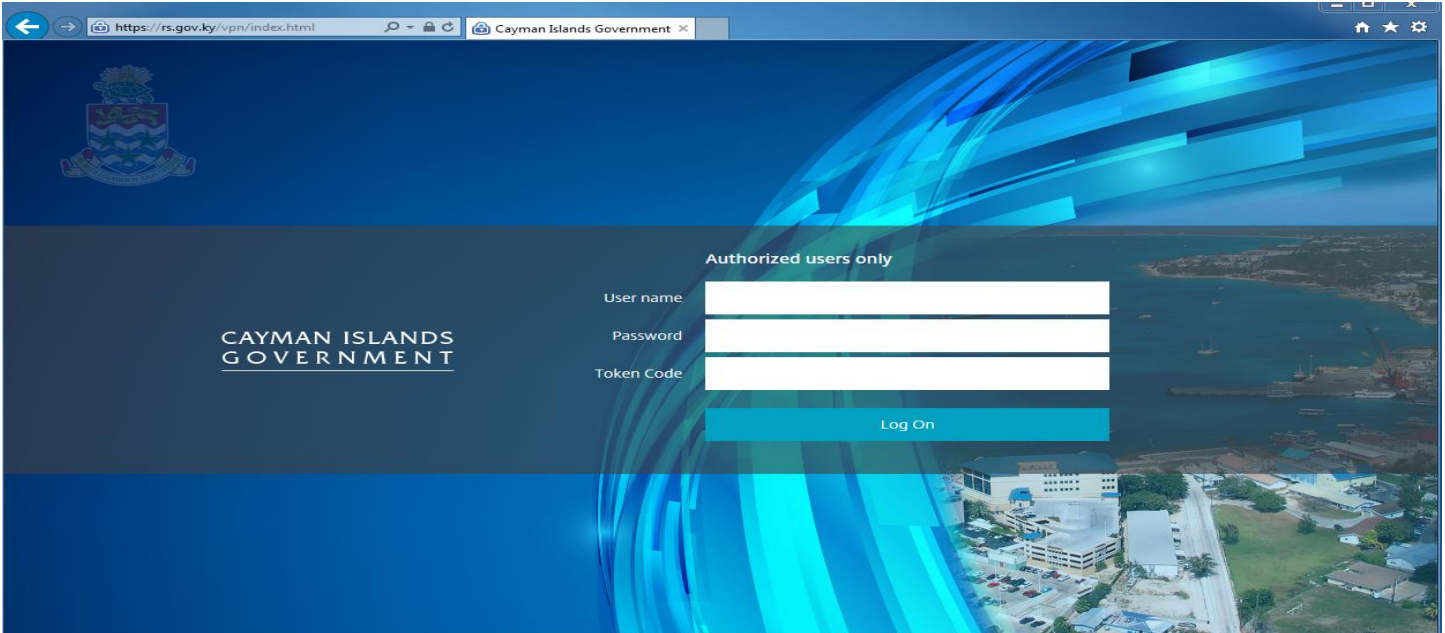 https://rs.gov.ky/vpn/index.html
Cayman Islands Government
Authorized users only
User name
CAYMAN ISLANDS
GOVERNMENT
Password
Token Code
Log On